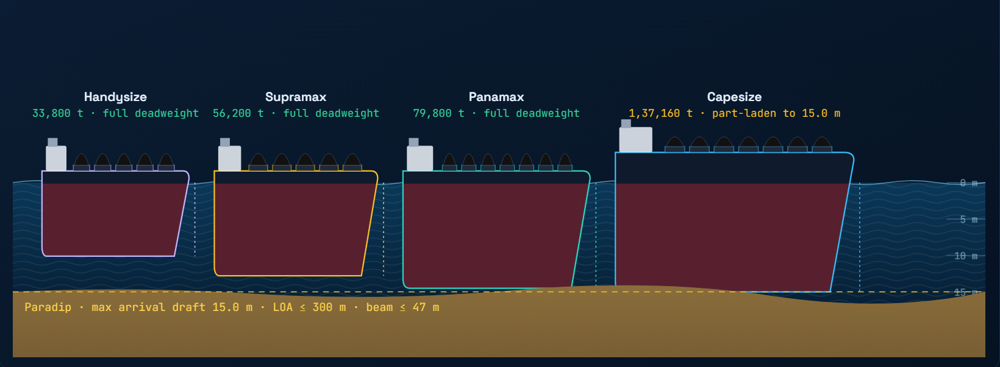 Handysize
33,800 t · full deadweight
Supramax
56,200 t · full deadweight
Panamax
79,800 t · full deadweight
Capesize
1,37,160 t · part-laden to 15.0 m
0 m
5 m
10 m
15 m
Paradip · max arrival draft 15.0 m · LOA ≤ 300 m · beam ≤ 47 m